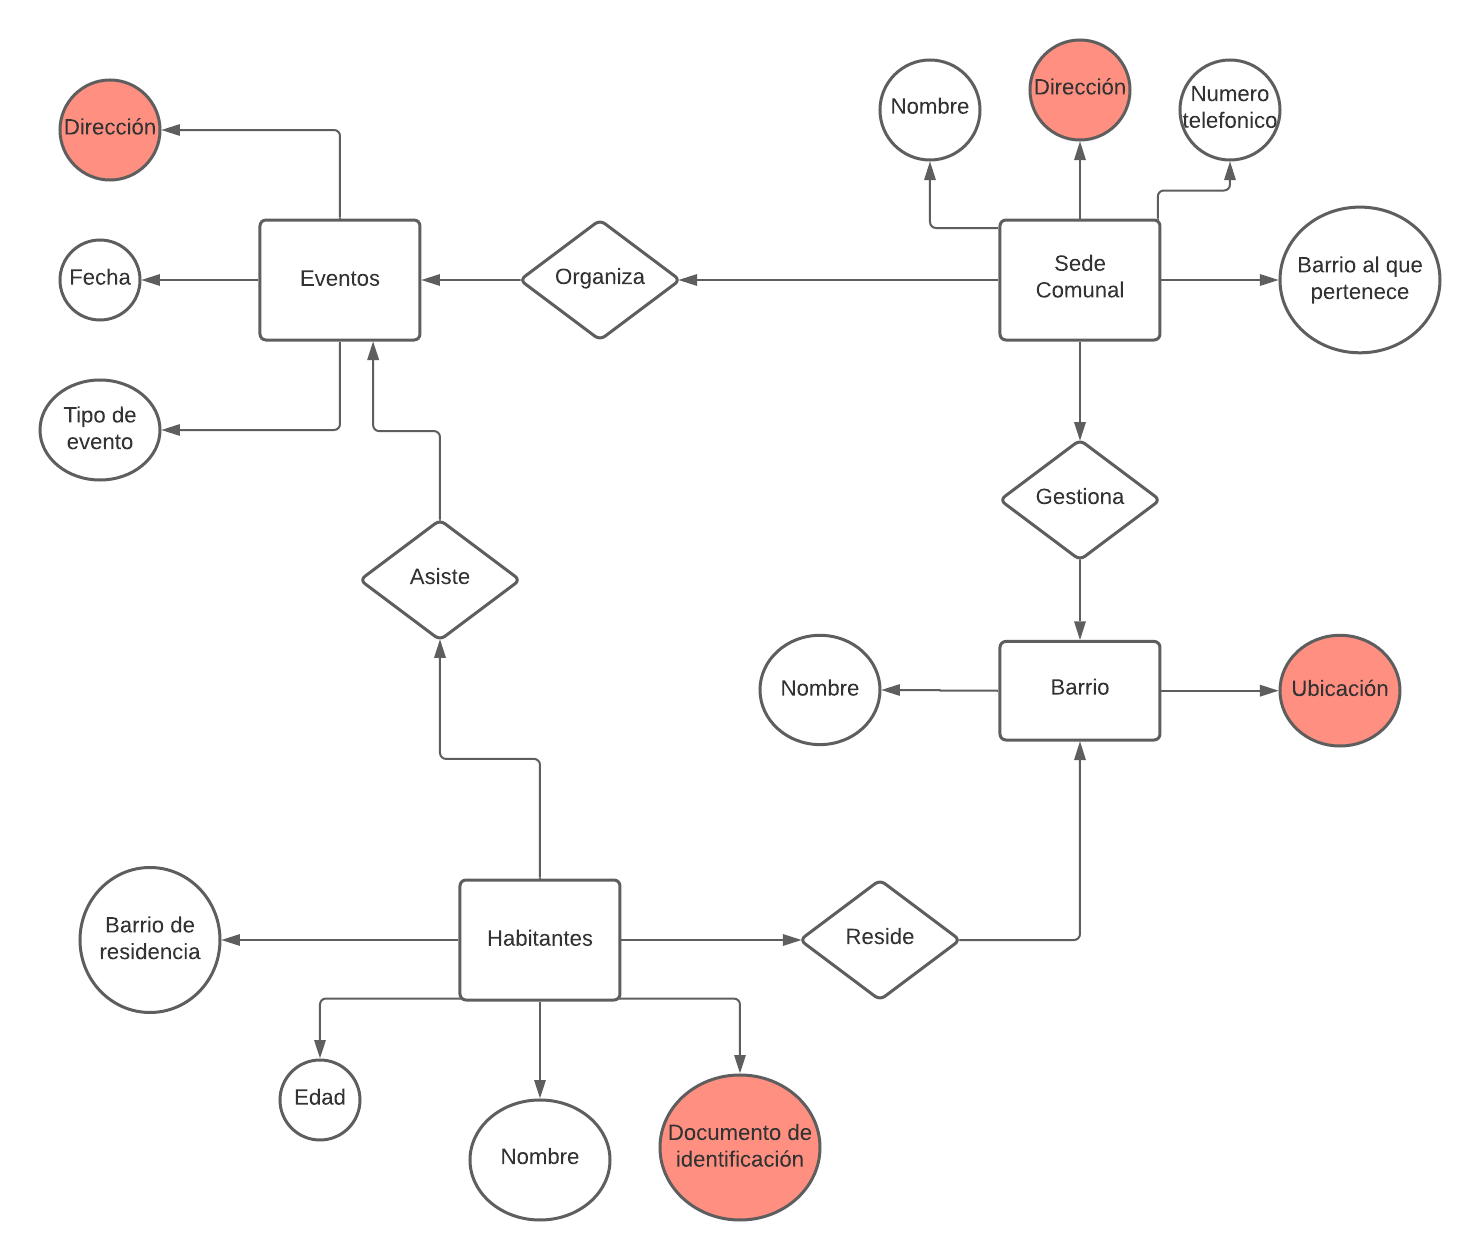 Dirección
Nombre
Dirección
Numero
telefonico
Fecha
Eventos
Organiza
Sede
Comunal
Barrio al que
pertenece
Tipo de
evento
Gestiona
Asiste
Nombre
Barrio
Ubicación
Barrio de
residencia
Habitantes
Reside
Edad
Nombre
Documento de
identificación